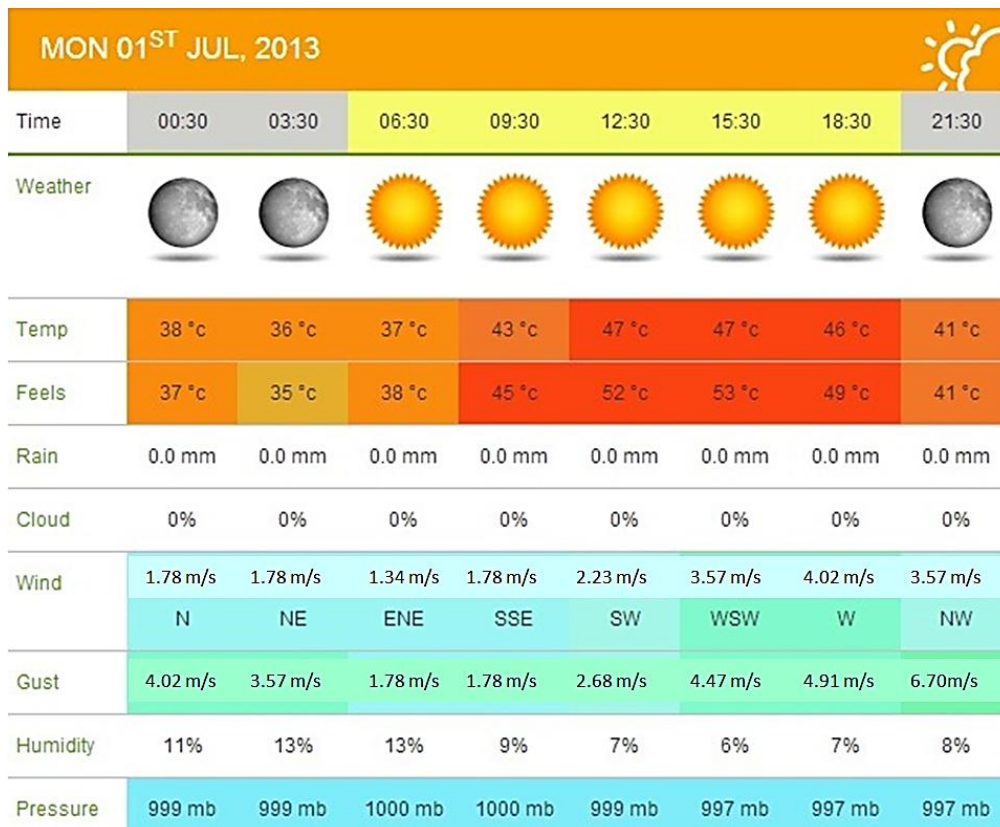 MON 01ST JUL, 2013
Time 00:30 03:30 06:30 09:30 12:30 15:30 18:30 21:30
Weather
Temp 38 °c 36 °c 37 °c 43 °c 47 °c 47 °c 46 °c 41 °c
Feels 37 °c 35 °c 38 °c 45 °c 52 °c 53 °c 49 °c 41 °c
Rain 0.0 mm 0.0 mm 0.0 mm 0.0 mm 0.0 mm 0.0 mm 0.0 mm 0.0 mm
Cloud 0% 0% 0% 0% 0% 0% 0% 0%
Wind 1.78 m/s 1.78 m/s 1.34 m/s 1.78 m/s 2.23 m/s 3.57 m/s 4.02 m/s 3.57 m/s
N NE ENE SSE SW WSW W NW
Gust 4.02 m/s 3.57 m/s 1.78 m/s 1.78 m/s 2.68 m/s 4.47 m/s 4.91 m/s 6.70m/s
Humidity 11% 13% 13% 9% 7% 6% 7% 8%
Pressure 999 mb 999 mb 1000 mb 1000 mb 999 mb 997 mb 997 mb 997 mb